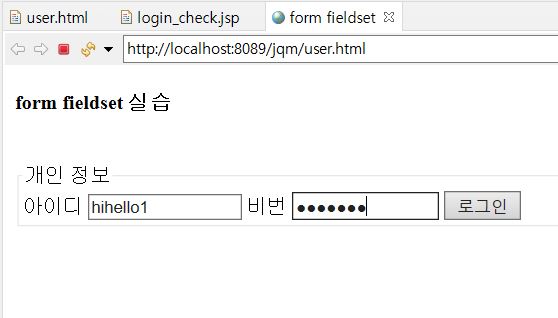 user.html login_check.jsp form fieldset
http://localhost:8089/jqm/user.html
form fieldset 실습
개인 정보
아이디 hihello1 비번 ●●●●●●● 로그인